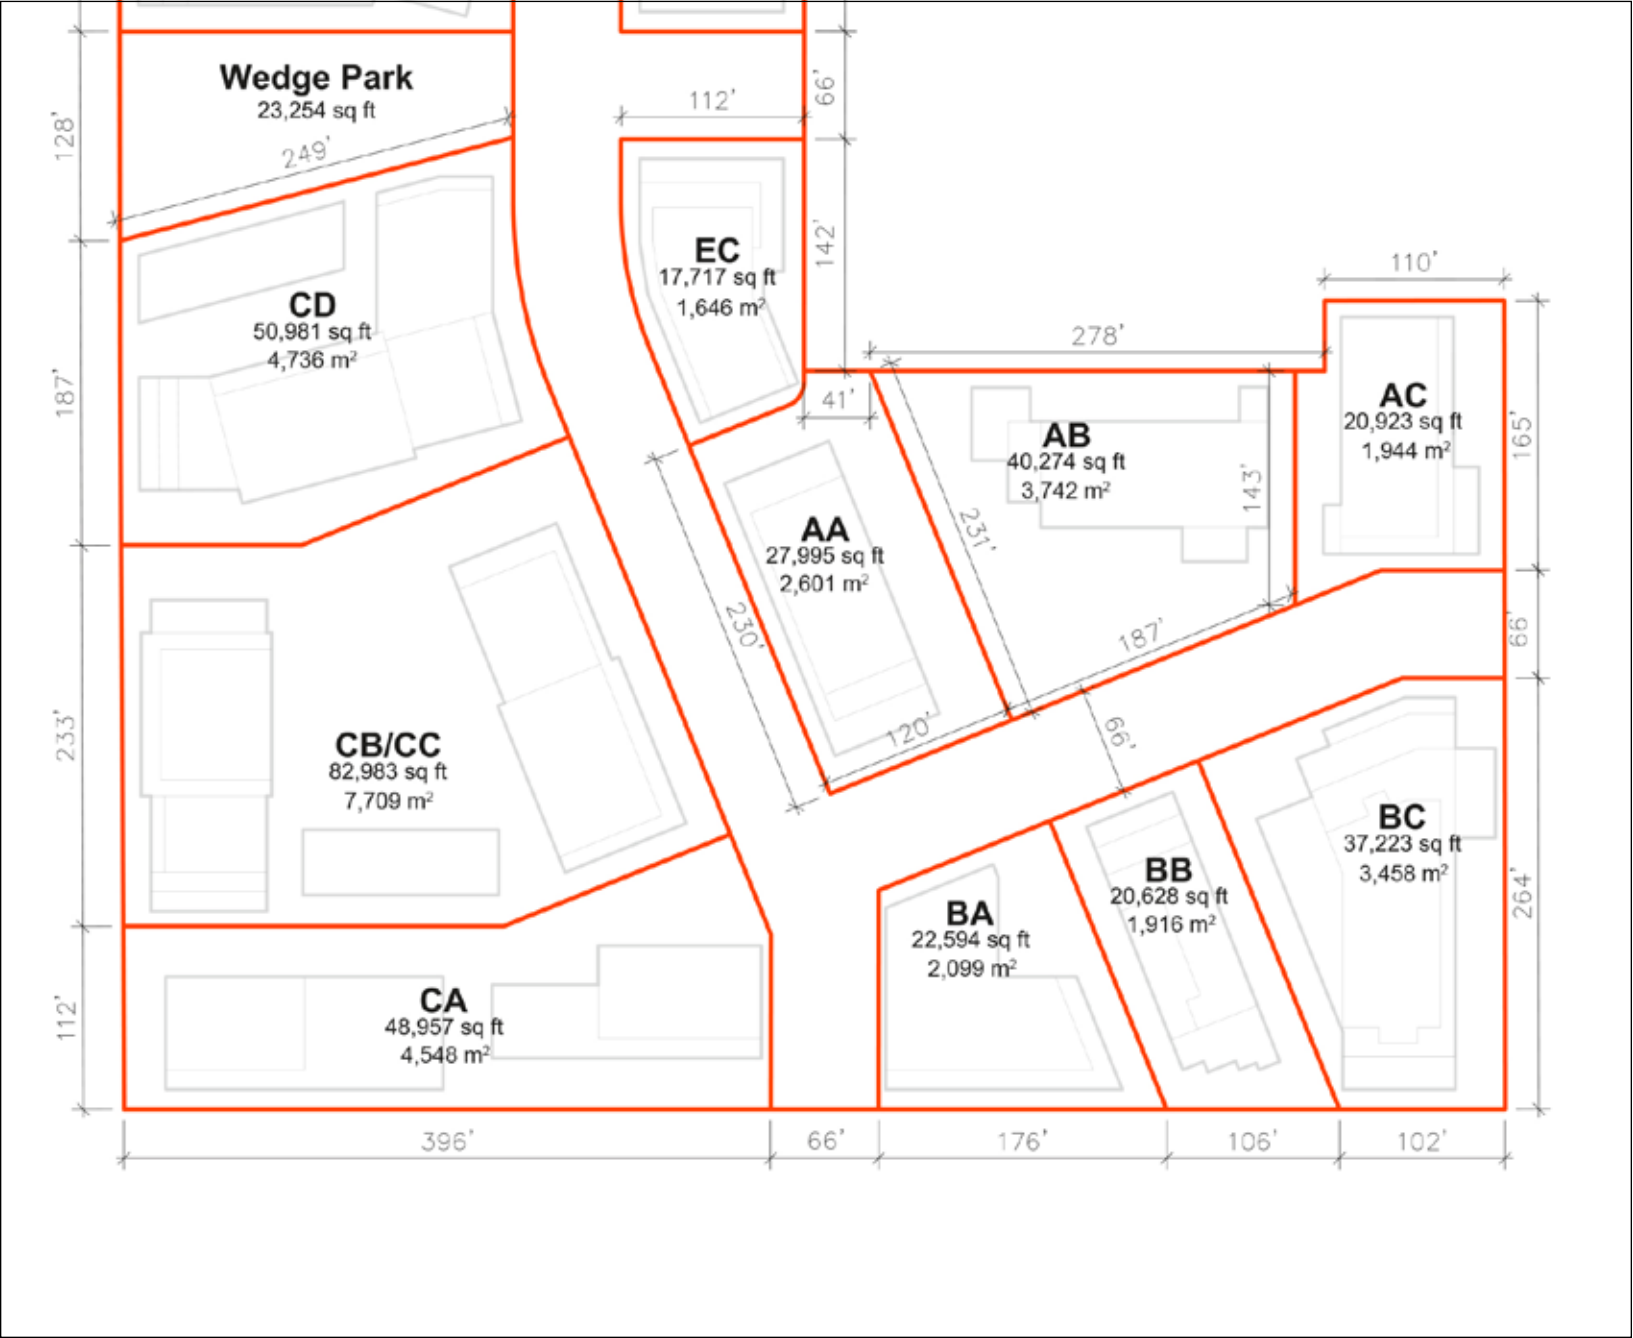 Wedge Park
23,254 sq ft
128’
249’
112’
66’
EC
17,717 sq ft
1,646 m²
142’
CD
50,981 sq ft
4,736 m²
187’
110’
278’
41’
AC
20,923 sq ft
1,944 m²
165’
AB
40,274 sq ft
3,742 m²
143’
231’
AA
27,995 sq ft
2,601 m²
230’
187’
66’
120’
66’
CB/CC
82,983 sq ft
7,709 m²
233’
BC
37,223 sq ft
3,458 m²
264’
BB
20,628 sq ft
1,916 m²
BA
22,594 sq ft
2,099 m²
CA
48,957 sq ft
4,548 m²
112’
396’
66’
176’
106’
102’